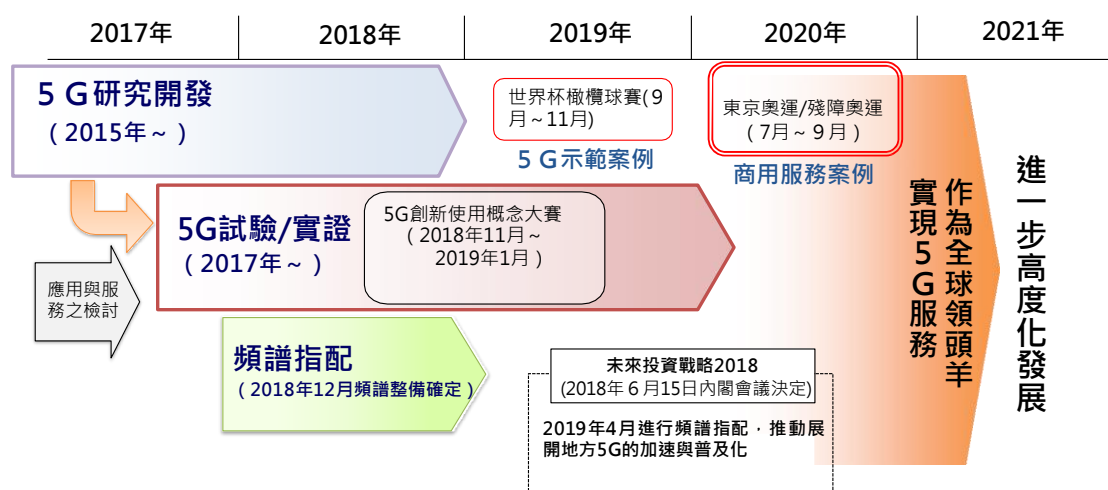 2017年
2018年
2019年
2020年
2021年
５Ｇ研究開發
（2015年～）
世界杯橄欖球賽(９
月～11月)
５Ｇ示範案例
東京奧運/殘障奧運
（7月～９月）
商用服務案例
5G試驗/實證
（2017年～）
5G創新使用概念大賽
（2018年11月～
2019年1月）
應用與服
務之檢討
頻譜指配
（2018年12月頻譜整備確定）
未來投資戰略2018
(2018年６月15日內閣會議決定)
2019年4月進行頻譜指配，推動展
開地方5G的加速與普及化
作為全球領頭羊
實現5G服務
進一步高度化發展